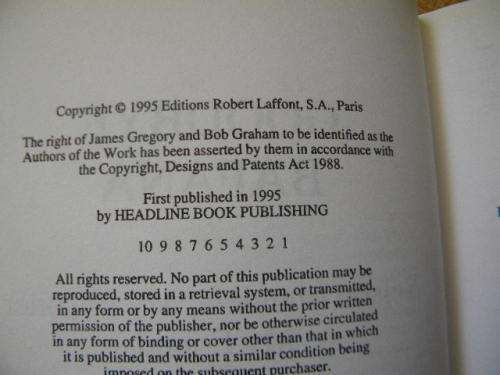 Copyright © 1995 Editions Robert Laffont, S.A., Paris
The right of James Gregory and Bob Graham to be identified as the
Authors of the Work has been asserted by them in accordance with
the Copyright, Designs and Patents Act 1988.
First published in 1995
by HEADLINE BOOK PUBLISHING
10 9 8 7 6 5 4 3 2 1
All rights reserved. No part of this publication may be
reproduced, stored in a retrieval system, or transmitted,
in any form or by any means without the prior written
permission of the publisher, nor be otherwise circulated
in any form of binding or cover other than that in which
it is published and without a similar condition being
imposed on the subsequent purchaser.